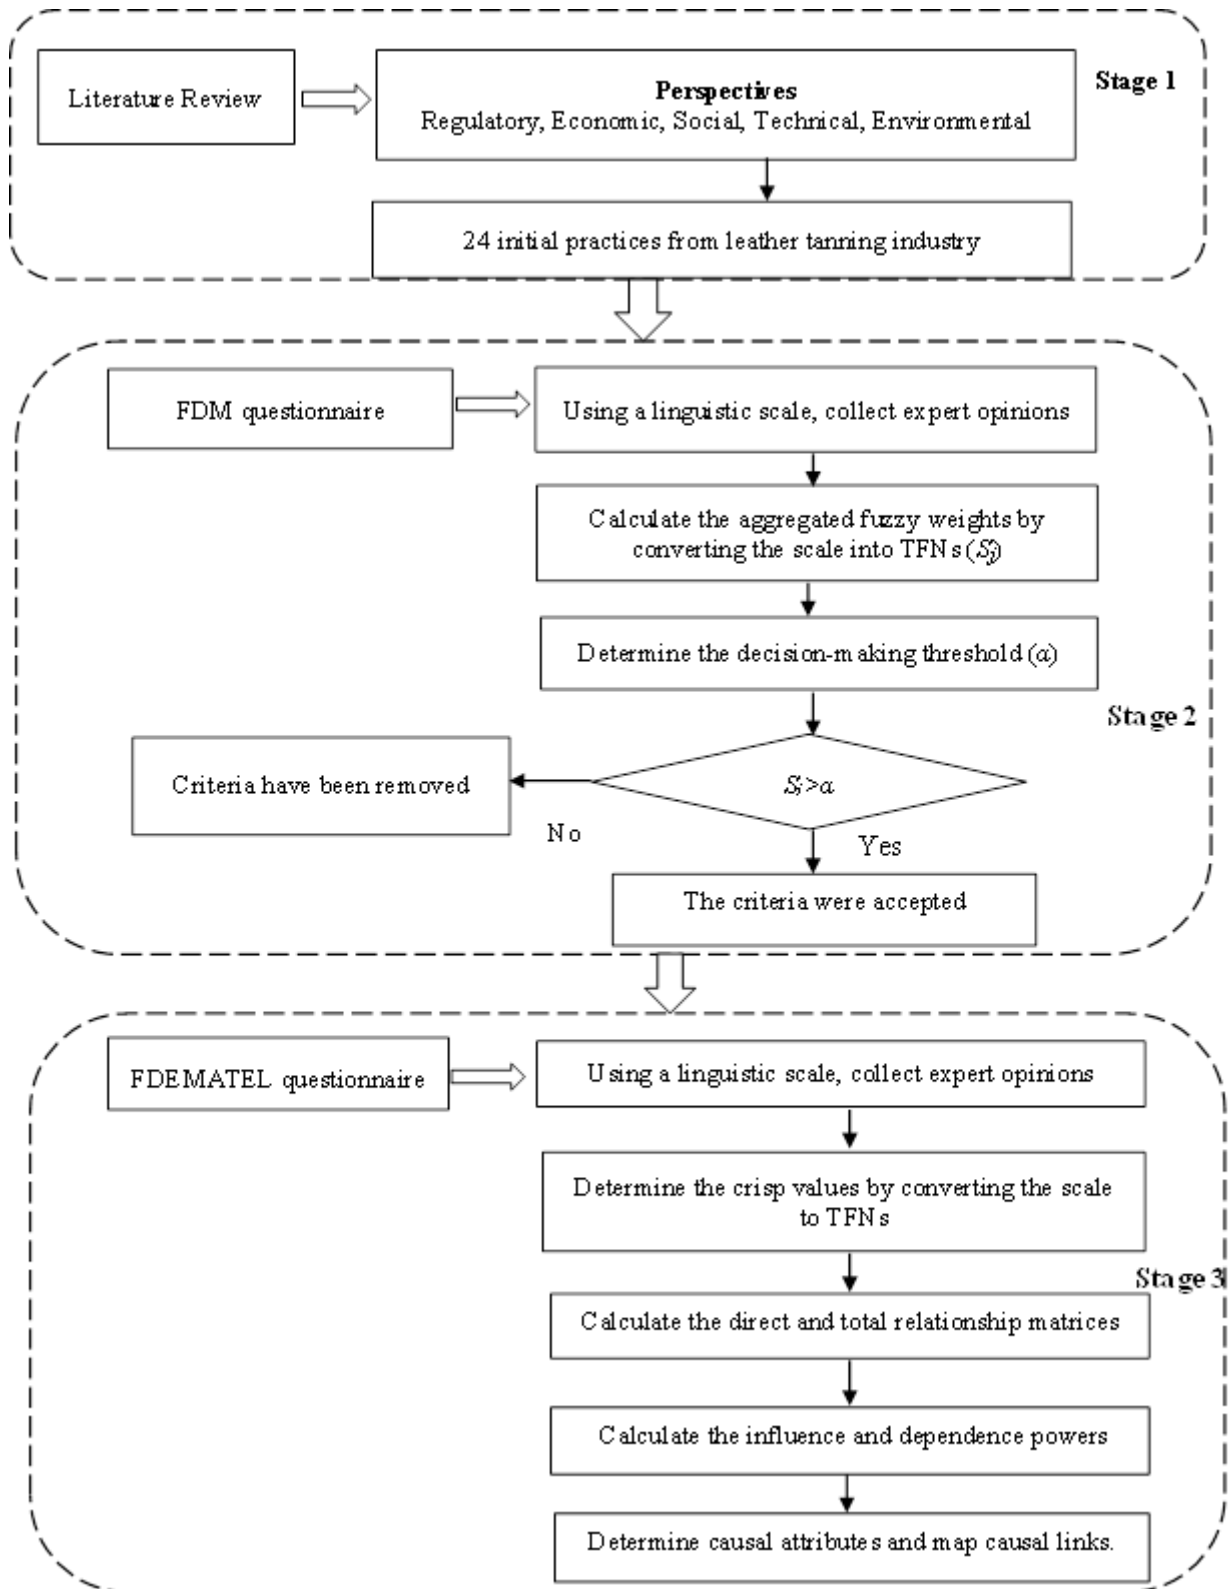 Literature Review
Perspectives
Regulatory, Economic, Social, Technical, Environmental
Stage 1
24 initial practices from leather tanning industry
FDM questionnaire
Using a linguistic scale, collect expert opinions
Calculate the aggregated fuzzy weights by
converting the scale into TFNs (Sj)
Determine the decision-making threshold (α)
Stage 2
Criteria have been removed
Sj>α
No
Yes
The criteria were accepted
FDEMATEL questionnaire
Using a linguistic scale, collect expert opinions
Determine the crisp values by converting the scale
to TFNs
Stage 3
Calculate the direct and total relationship matrices
Calculate the influence and dependence powers
Determine causal attributes and map causal links.